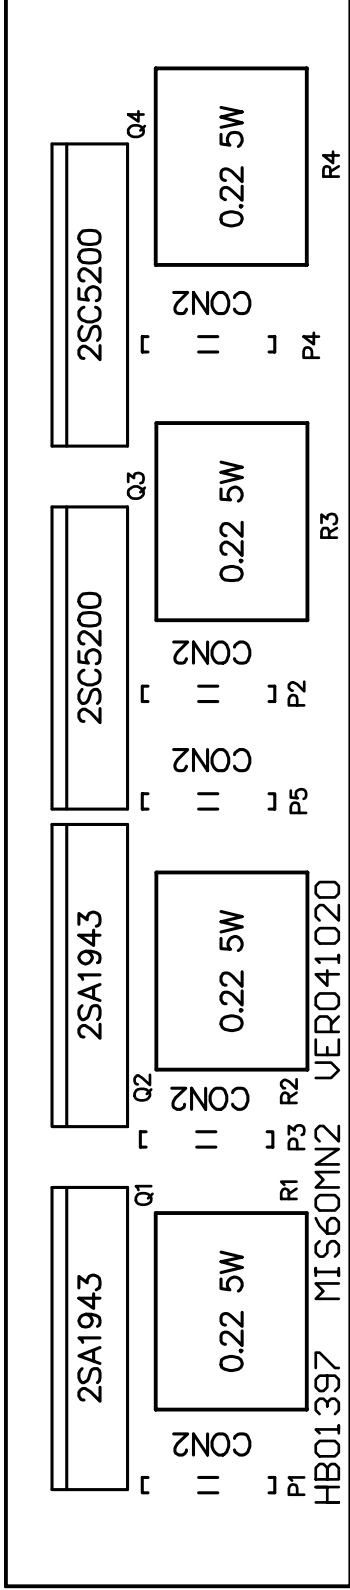 2SA1943
2SA1943
2SC5200
2SC5200
Q1
Q2
Q3
Q4
0.22 5W
0.22 5W
0.22 5W
0.22 5W
CON2
CON2
CON2
CON2
CON2
P1
R1
P3
R2
P5
P2
R3
P4
R4
HB01397 MIS60MN2 VER041020